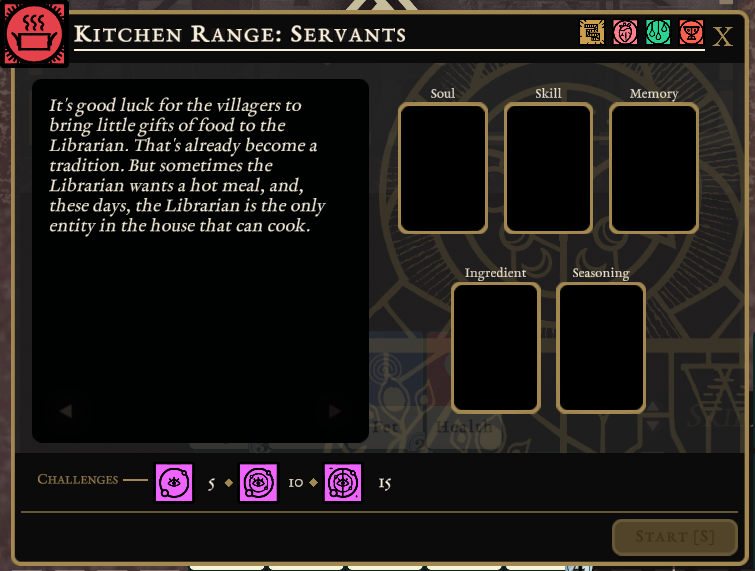 Kitchen Range: Servants
X
It's good luck for the villagers to
bring little gifts of food to the
Librarian. That's already become a
tradition. But sometimes the
Librarian wants a hot meal, and,
these days, the Librarian is the only
entity in the house that can cook.
Soul
Skill
Memory
Ingredient
Seasoning
Fet
Health
Challenges
5
10
15
Start [S]